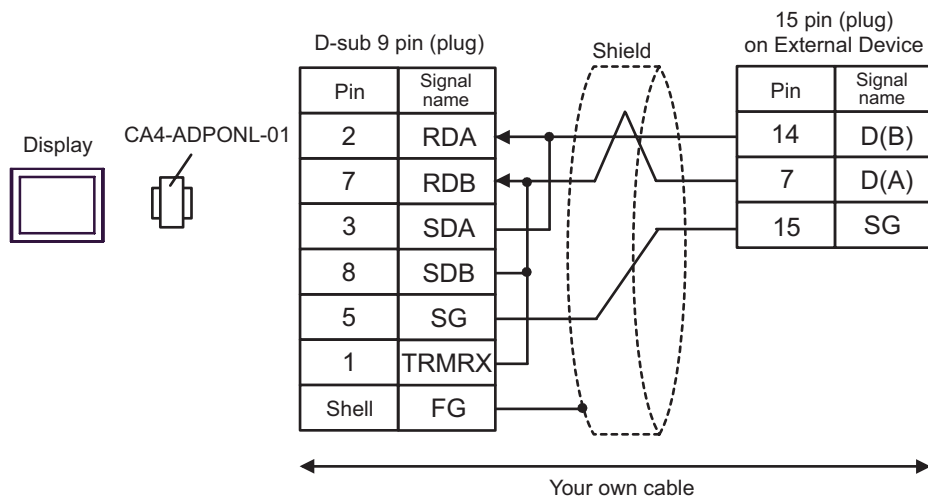 15 pin (plug)
on External Device
D-sub 9 pin (plug)
Shield
Pin Signal name
Pin Signal name
Display
CA4-ADPONL-01
2 RDA
14 D(B)
7 RDB
7 D(A)
3 SDA
15 SG
8 SDB
5 SG
1 TRMRX
Shell FG
Your own cable